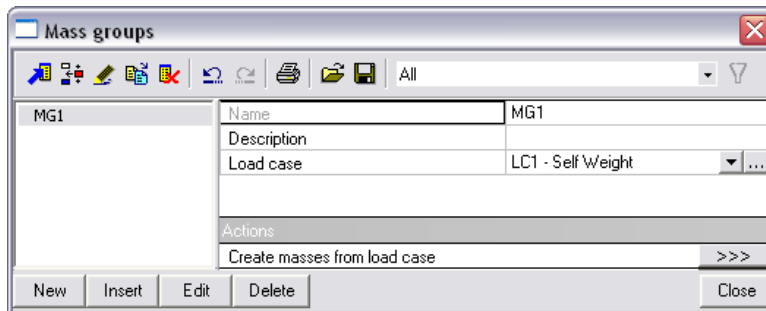 Mass groups
All
MG1
Name MG1
Description
Load case LC1 - Self Weight ...
Actions
Create masses from load case >>>
New Insert Edit Delete Close